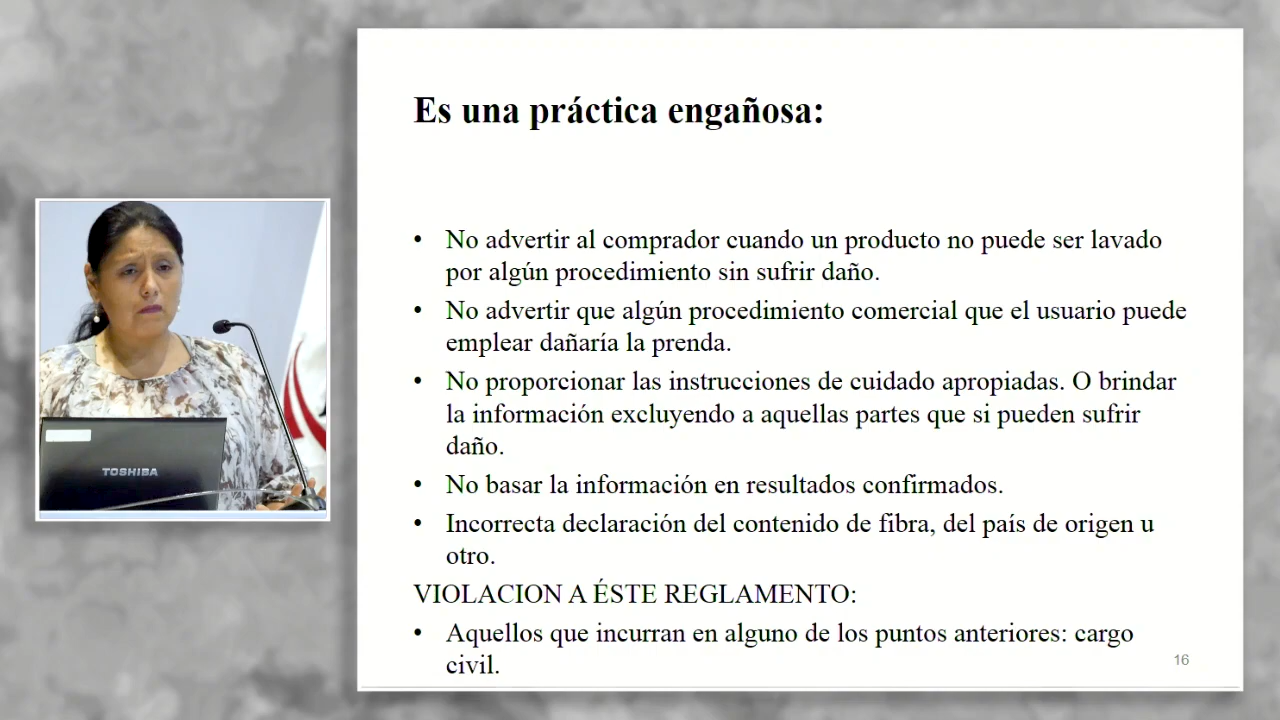 Es una práctica engañosa:
• No advertir al comprador cuando un producto no puede ser lavado
por algún procedimiento sin sufrir daño.
• No advertir que algún procedimiento comercial que el usuario puede
emplear dañaría la prenda.
• No proporcionar las instrucciones de cuidado apropiadas. O brindar
la información excluyendo a aquellas partes que si pueden sufrir
daño.
• No basar la información en resultados confirmados.
• Incorrecta declaración del contenido de fibra, del país de origen u
otro.
VIOLACION A ÉSTE REGLAMENTO:
• Aquellos que incurran en alguno de los puntos anteriores: cargo
civil.
16
TOSHIBA